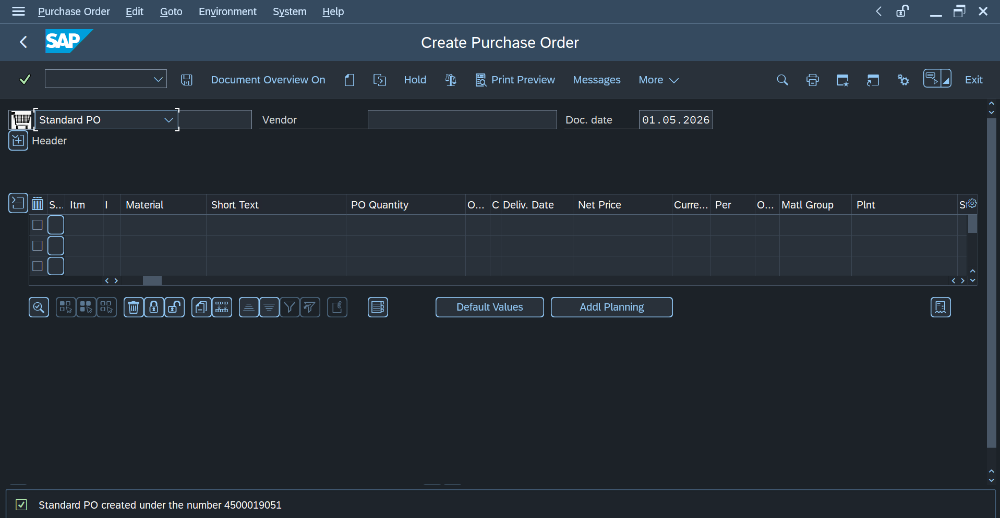 Purchase Order Edit Goto Environment System Help
SAP Create Purchase Order
Document Overview On Hold Print Preview Messages More Exit
Standard PO Vendor Doc. date 01.05.2026
Header
S... Itm I Material Short Text PO Quantity O... C Deliv. Date Net Price Curre... Per O... Matl Group Plnt S
Default Values Addl Planning
Standard PO created under the number 4500019051